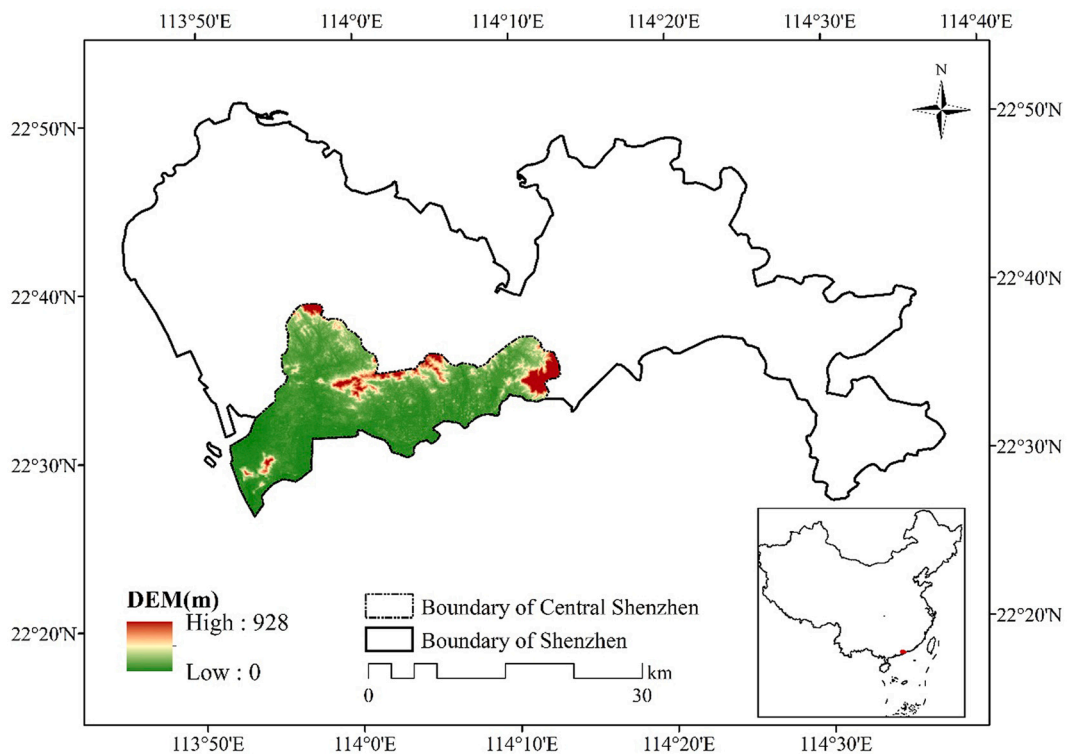 113°50'E 114°0'E 114°10'E 114°20'E 114°30'E 114°40'E
N
22°50'N 22°50'N
22°40'N 22°40'N
22°30'N 22°30'N
22°20'N 22°20'N
DEM(m)
High : 928
Low : 0
Boundary of Central Shenzhen
Boundary of Shenzhen
km
0 30
113°50'E 114°0'E 114°10'E 114°20'E 114°30'E